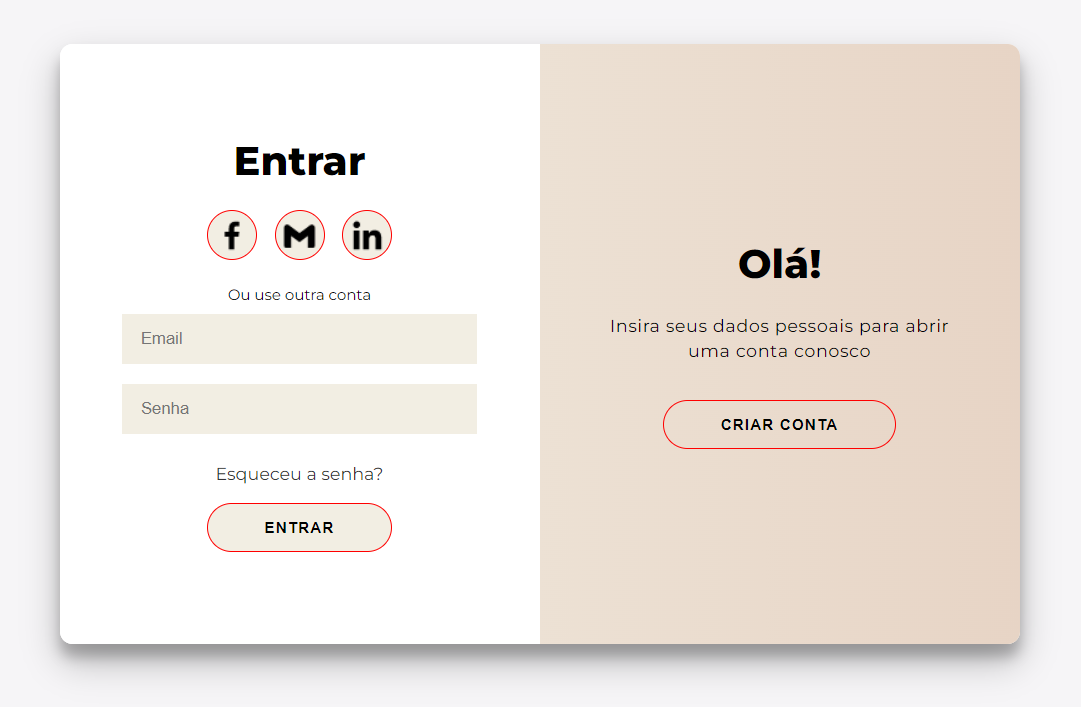 Entrar
f M in
Ou use outra conta
Email
Senha
Esqueceu a senha?
ENTRAR
Olá!
Insira seus dados pessoais para abrir
uma conta conosco
CRIAR CONTA